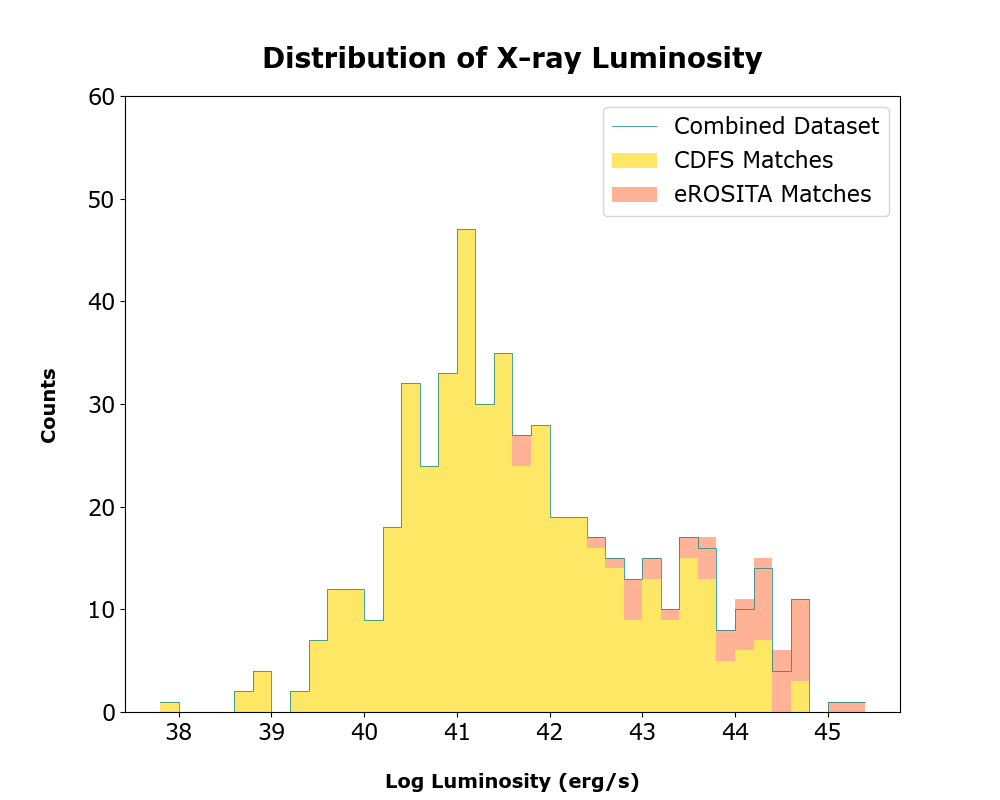 Distribution of X-ray Luminosity
60
50
40
30
20
10
0
Counts
Combined Dataset
CDFS Matches
eROSITA Matches
38 39 40 41 42 43 44 45
Log Luminosity (erg/s)